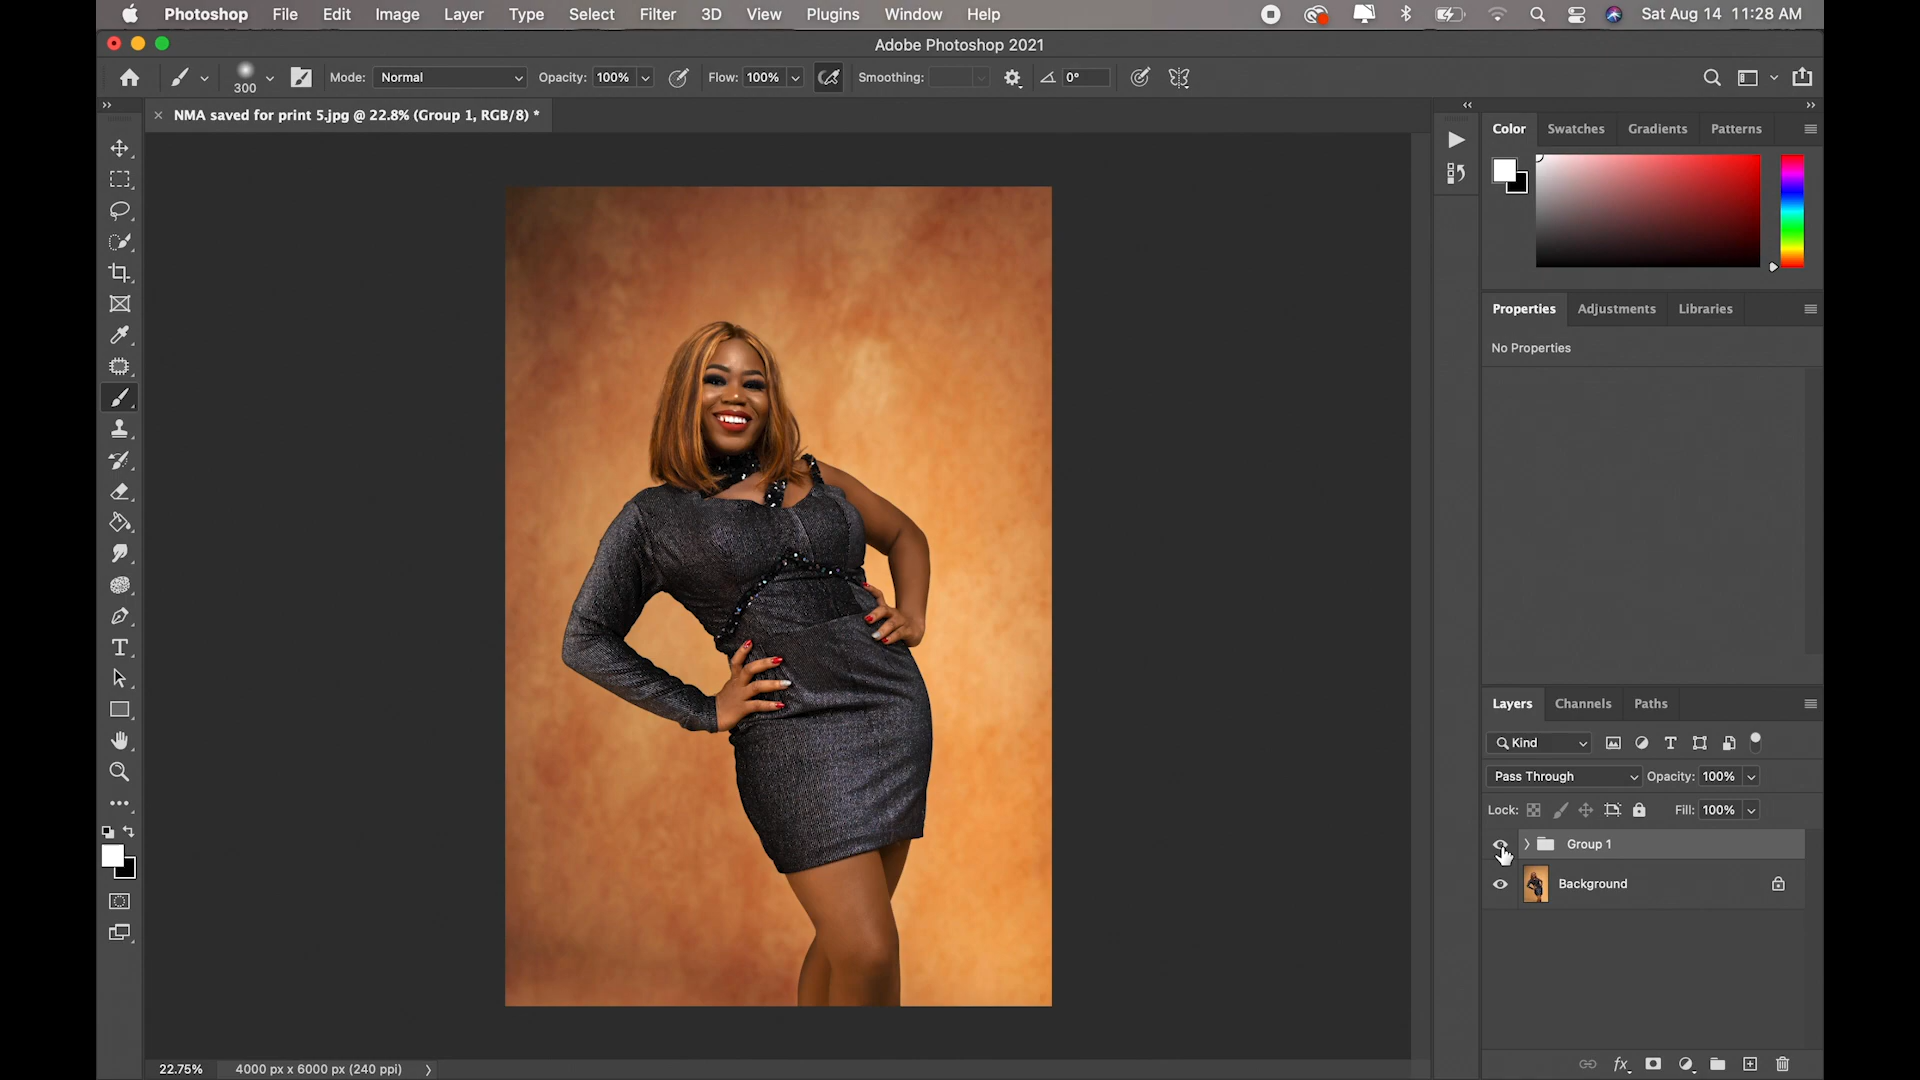 Photoshop File Edit Image Layer Type Select Filter 3D View Plugins Window Help Sat Aug 14 11:28 AM
Adobe Photoshop 2021
300 Mode: Normal Opacity: 100% Flow: 100% Smoothing: 0°
× NMA saved for print 5.jpg @ 22.8% (Group 1, RGB/8) *
Color Swatches Gradients Patterns
Properties Adjustments Libraries
No Properties
Layers Channels Paths
Kind
Pass Through Opacity: 100%
Lock: Fill: 100%
Group 1
Background
22.75% 4000 px x 6000 px (240 ppi)